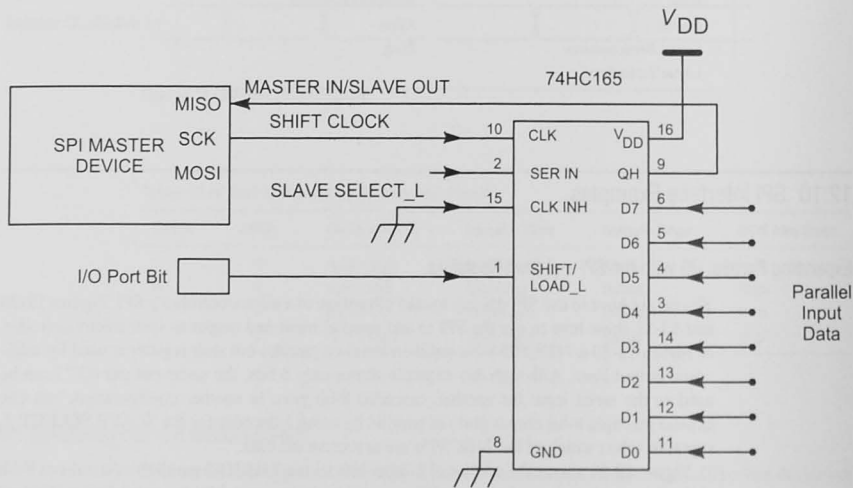 V DD
74HC165
MASTER IN/SLAVE OUT
MISO
SPI MASTER
DEVICE
SCK
SHIFT CLOCK
MOSI
SLAVE SELECT_L
10 CLK
2 SER IN
15 CLK INH
1 SHIFT/
LOAD_L
8 GND
VDD 16
QH 9
D7 6
D6 5
D5 4
D4 3
D3 14
D2 13
D1 12
D0 11
I/O Port Bit
Parallel
Input
Data